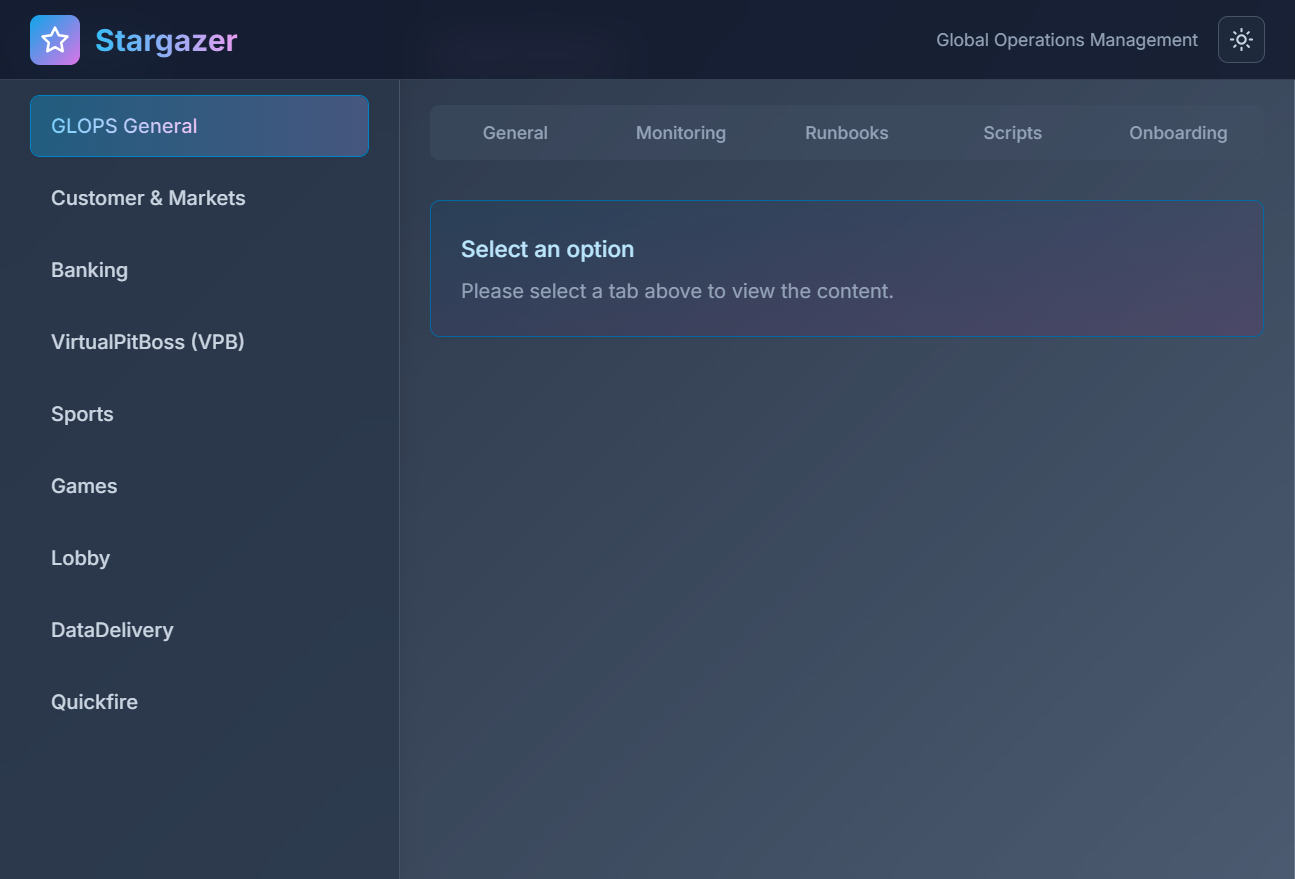 Stargazer
Global Operations Management
GLOPS General
Customer & Markets
Banking
VirtualPitBoss (VPB)
Sports
Games
Lobby
DataDelivery
Quickfire
General Monitoring Runbooks Scripts Onboarding
Select an option
Please select a tab above to view the content.